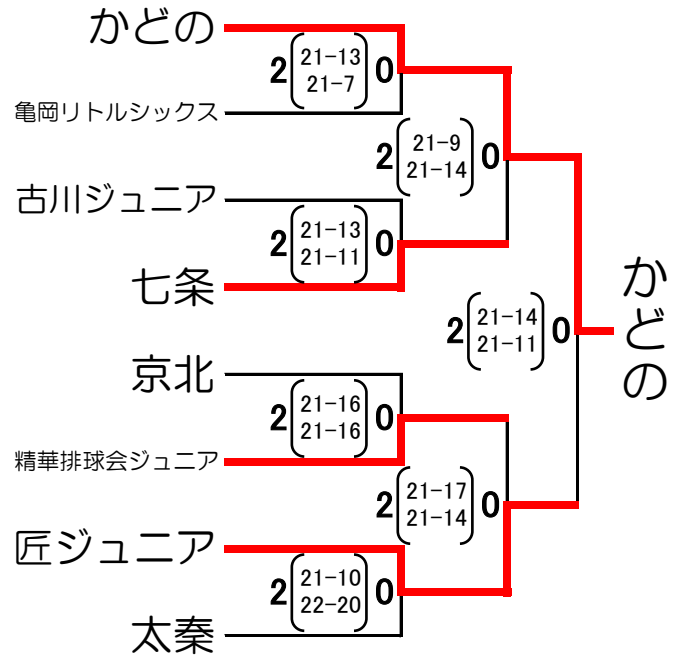 かどの
2 21-13 0
21-7
亀岡リトルシックス
2 21-9 0
21-14
古川ジュニア
2 21-13 0
21-11
七条
かどの
2 21-14 0
21-11
京北
2 21-16 0
21-16
精華排球会ジュニア
2 21-17 0
21-14
匠ジュニア
2 21-10 0
22-20
太秦